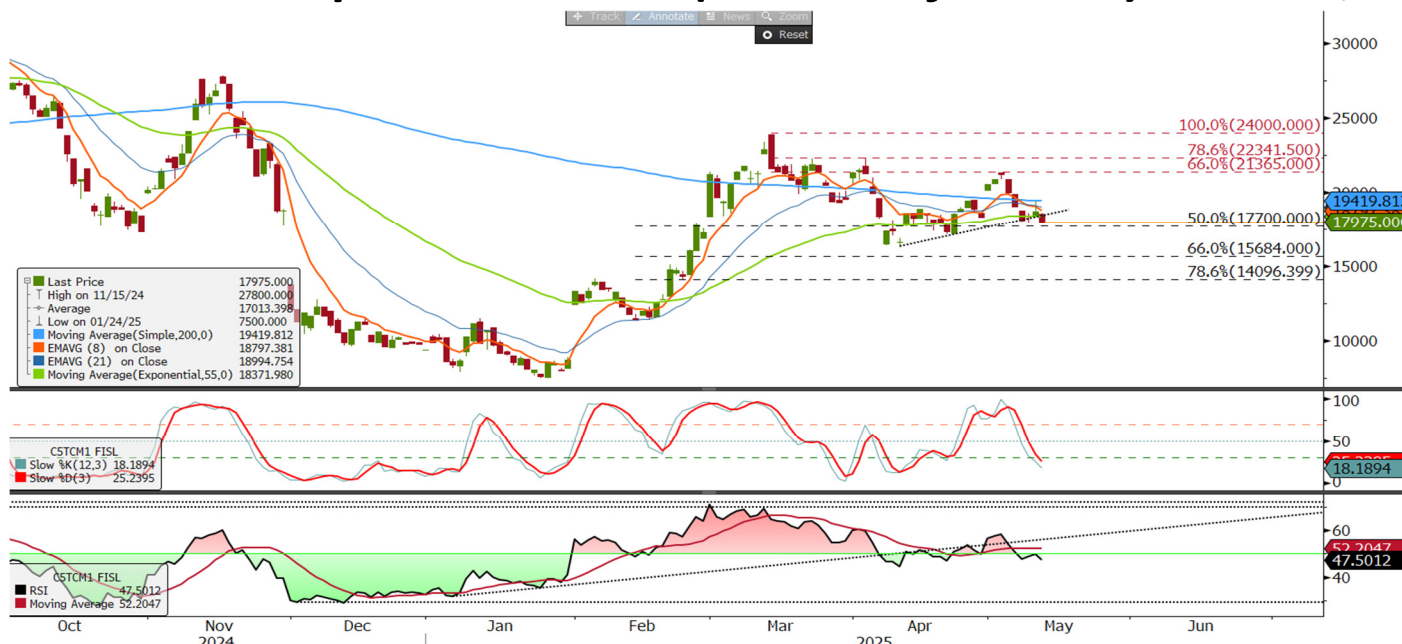 Track Annotate News Zoom
Reset
30000
25000
20000
15000
10000
100.0%(24000.000)
78.6%(22341.500)
66.0%(21365.000)
19419.812
50.0%(17700.000)
17975.000
66.0%(15684.000)
78.6%(14096.399)
Last Price 17975.000
High on 11/15/24 27800.000
Average 17013.398
Low on 01/24/25 7500.000
Moving Average(Simple,200,0) 19419.812
EMAVG (8) on Close 18797.381
EMAVG (21) on Close 18994.754
Moving Average(Exponential,55,0) 18371.980
100
50
0
C5TCM1 FISL
Slow %K(12,3) 18.1894
Slow %D(3) 25.2395
25.2395
18.1894
60
40
52.2047
47.5012
C5TCM1 FISL
RSI 47.5012
Moving Average 52.2047
Oct Nov Dec Jan Feb Mar Apr May Jun
2024 2025